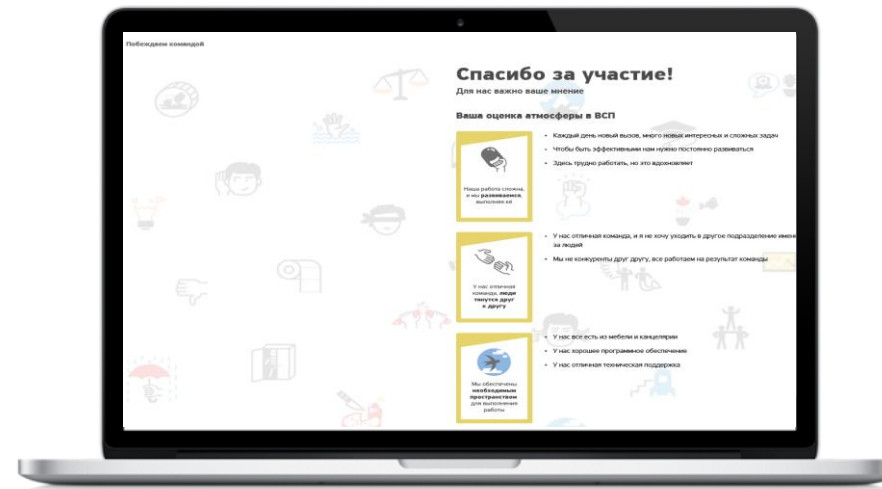 Побеждаем командой
Спасибо за участие!
Для нас важно ваше мнение
Ваша оценка атмосферы в ВСП
Наша работа сложна,
и мы развиваемся,
выполняя её
• Каждый день новый вызов, много новых интересных и сложных задач
• Чтобы быть эффективными нам нужно постоянно развиваться
• Здесь трудно работать, но это вдохновляет
У нас отличная
команда, люди
тянутся друг
к другу
• У нас отличная команда, и я не хочу уходить в другое подразделение имен
за людей
• Мы не конкуренты друг другу, все работаем на результат команды
Мы обеспечены
необходимым
пространством
для выполнения
работы
• У нас все есть из мебели и канцелярии
• У нас хорошее программное обеспечение
• У нас отличная техническая поддержка